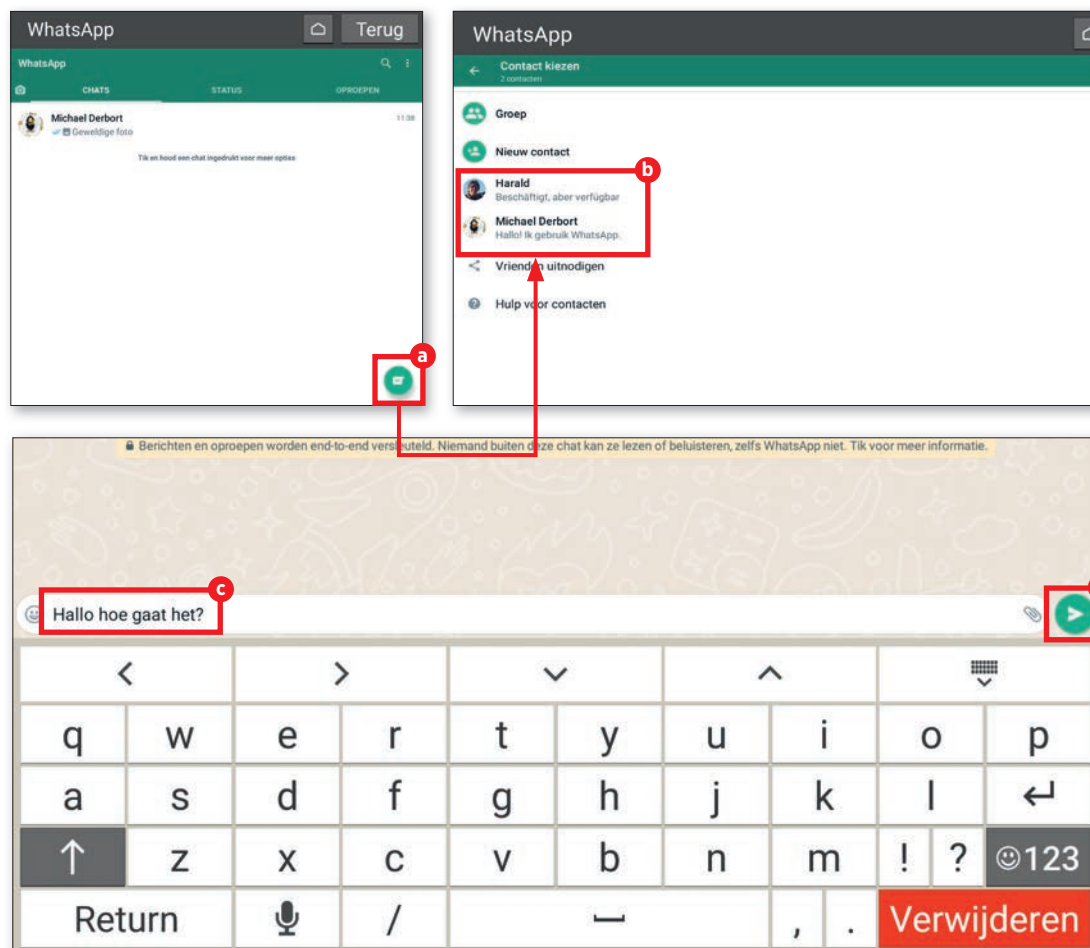 WhatsApp
Terug
WhatsApp
CHATS STATUS OPROEPEN
Michael Derbort 11:38
Geweldige foto
Tik en houd een chat ingedrukt voor meer opties
a
WhatsApp
Contact kiezen
2 contacten
Groep
Nieuw contact
b
Harald
Beschäftigt, aber verfügbar
Michael Derbort
Hallo! Ik gebruik WhatsApp.
Vrienden uitnodigen
Hulp voor contacten
Berichten en oproepen worden end-to-end versleuteld. Niemand buiten deze chat kan ze lezen of beluisteren, zelfs WhatsApp niet. Tik voor meer informatie.
c
Hallo hoe gaat het?
q w e r t y u i o p
a s d f g h j k l
z x c v b n m ! ? 123
Return / , . Verwijderen